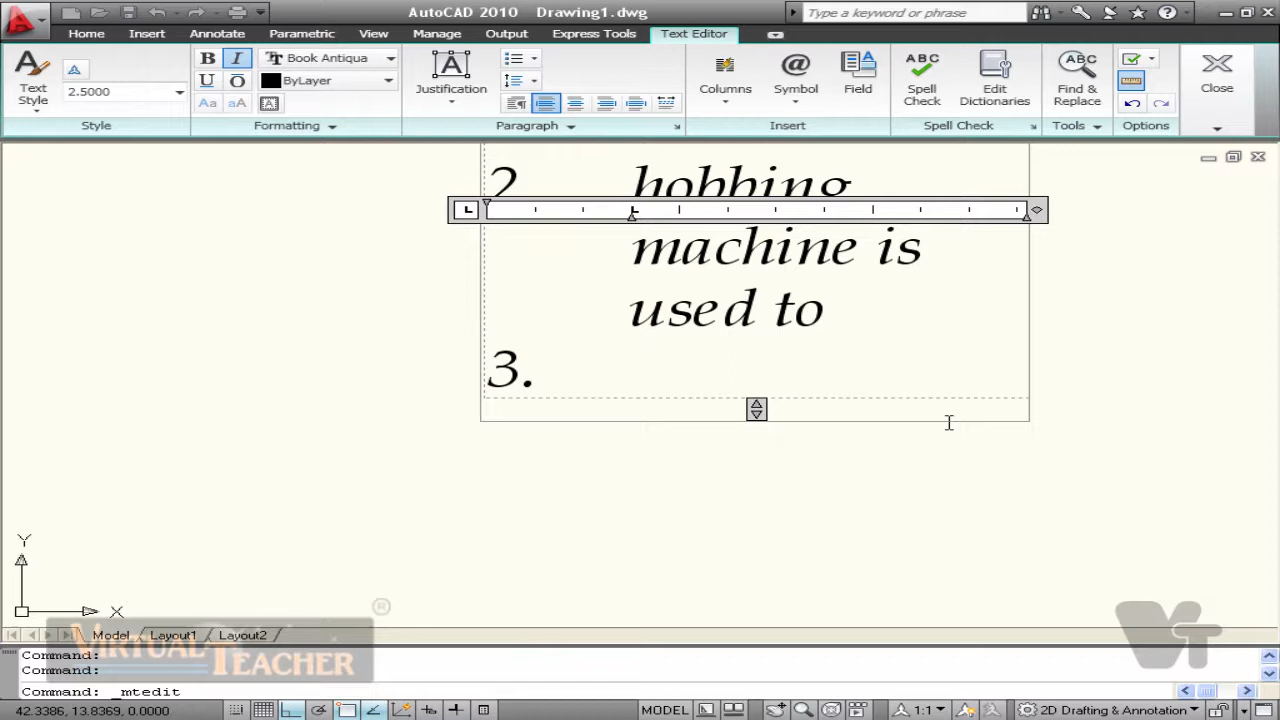 AutoCAD 2010 Drawing1.dwg
Type a keyword or phrase
Home Insert Annotate Parametric View Manage Output Express Tools Text Editor
B I Book Antiqua
U O ByLayer
Aa aA
Text Style
2.5000
Justification
Columns
Symbol
Field
Spell Check
Edit Dictionaries
Find & Replace
Close
Style Formatting Paragraph Insert Spell Check Tools Options
2 hobbing
machine is
used to
3.
Y
X
Model Layout1 Layout2
VIRTUAL TEACHER
®
VT
Command:
Command:
Command: _mtedit
42.3386, 13.8369, 0.0000
MODEL
1:1
2D Drafting & Annotation